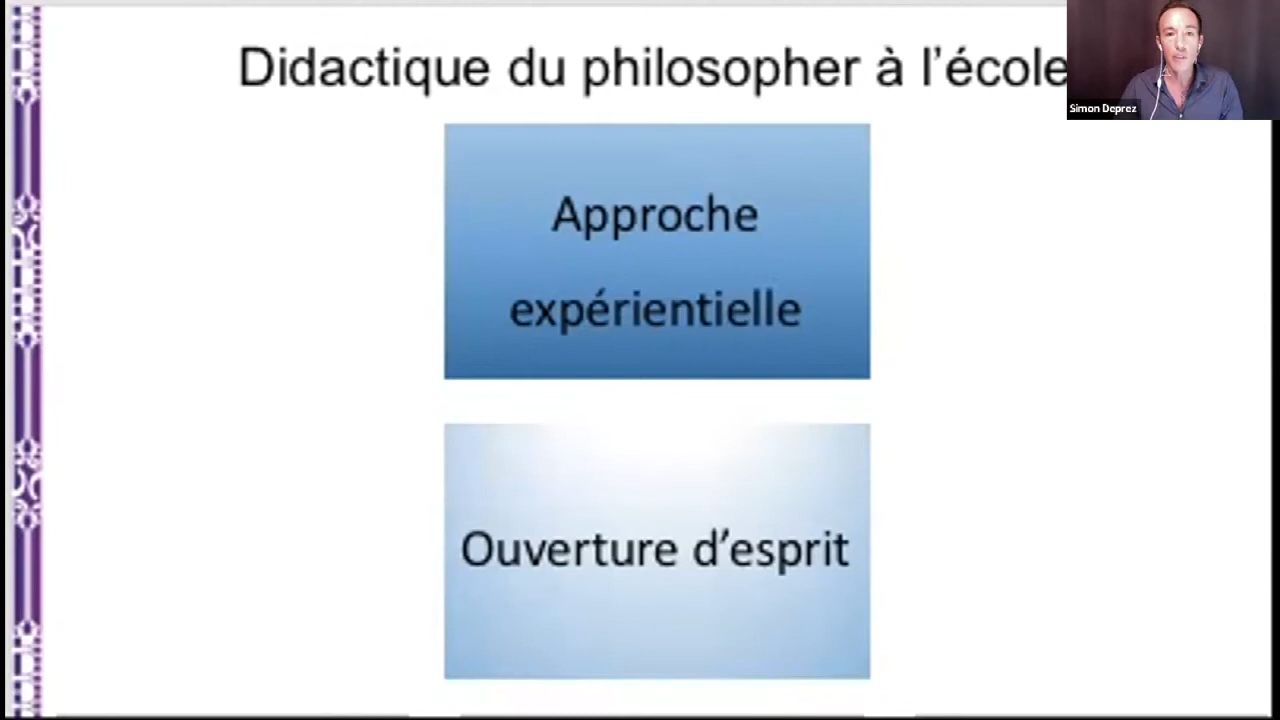 Didactique du philosopher à l'école
Simon Deprez
Approche
expérientielle
Ouverture d'esprit